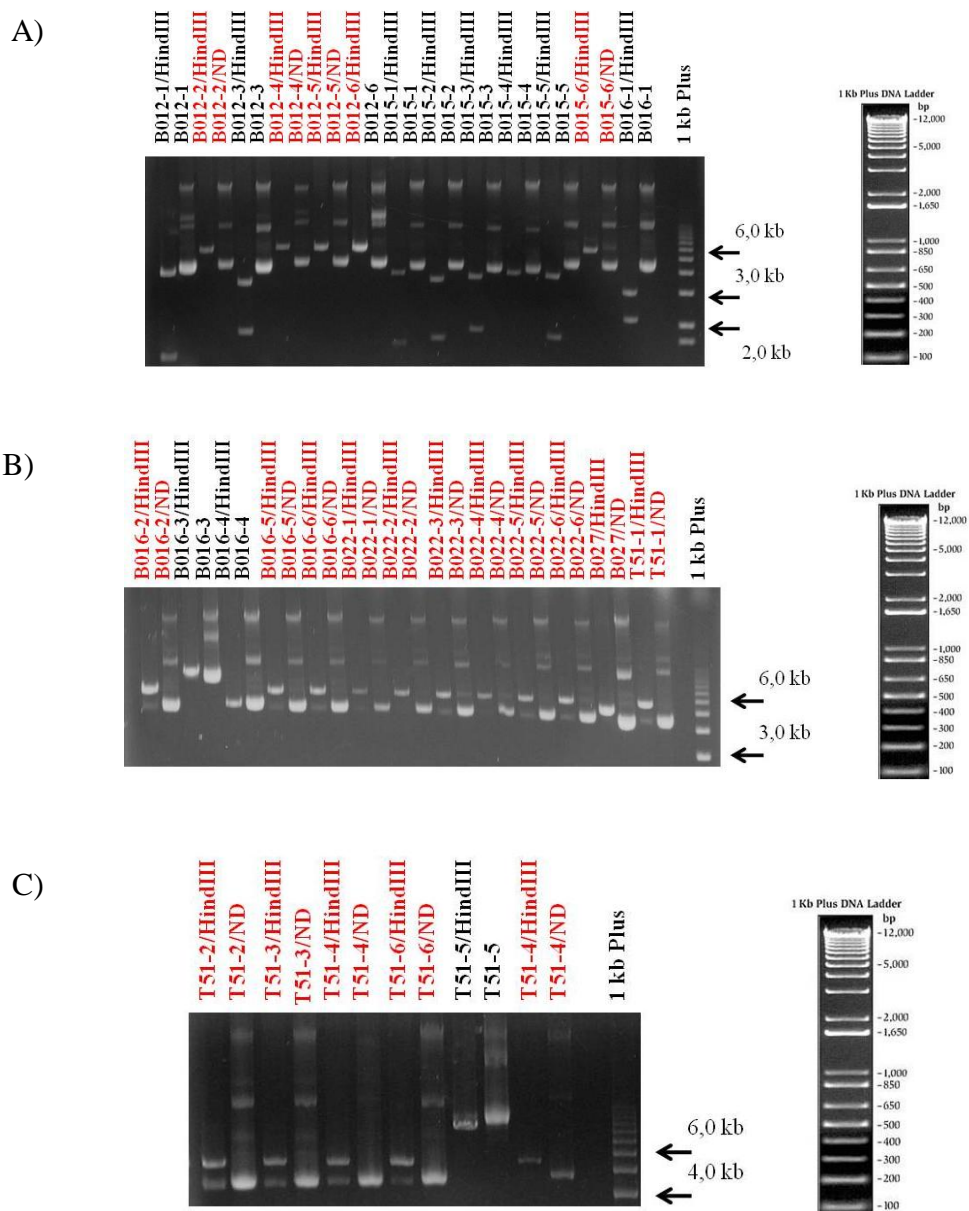 A)
B012-1/HindIII
B012-1
B012-2/HindIII
B012-2/ND
B012-3/HindIII
B012-3
B012-4/HindIII
B012-4/ND
B012-5/HindIII
B012-5/ND
B012-6/HindIII
B012-6
B015-1/HindIII
B015-1
B015-2/HindIII
B015-2
B015-3/HindIII
B015-3
B015-4/HindIII
B015-4
B015-5/HindIII
B015-5
B015-6/HindIII
B015-6/ND
B016-1/HindIII
B016-1
1 kb Plus
6,0 kb
3,0 kb
2,0 kb
1 Kb Plus DNA Ladder
bp
-12,000
-5,000
-2,000
-1,650
-1,000
-850
-650
-500
-400
-300
-200
-100
B)
B016-2/HindIII
B016-2/ND
B016-3/HindIII
B016-3
B016-4/HindIII
B016-4
B016-5/HindIII
B016-5/ND
B016-6/HindIII
B016-6/ND
B022-1/HindIII
B022-1/ND
B022-2/HindIII
B022-2/ND
B022-3/HindIII
B022-3/ND
B022-4/HindIII
B022-4/ND
B022-5/HindIII
B022-5/ND
B022-6/HindIII
B022-6/ND
B027/HindIII
B027/ND
T51-1/HindIII
T51-1/ND
1 kb Plus
6,0 kb
3,0 kb
1 Kb Plus DNA Ladder
bp
-12,000
-5,000
-2,000
-1,650
-1,000
-850
-650
-500
-400
-300
-200
-100
C)
T51-2/HindIII
T51-2/ND
T51-3/HindIII
T51-3/ND
T51-4/HindIII
T51-4/ND
T51-6/HindIII
T51-6/ND
T51-5/HindIII
T51-5
T51-4/HindIII
T51-4/ND
1 kb Plus
6,0 kb
4,0 kb
1 Kb Plus DNA Ladder
bp
-12,000
-5,000
-2,000
-1,650
-1,000
-850
-650
-500
-400
-300
-200
-100